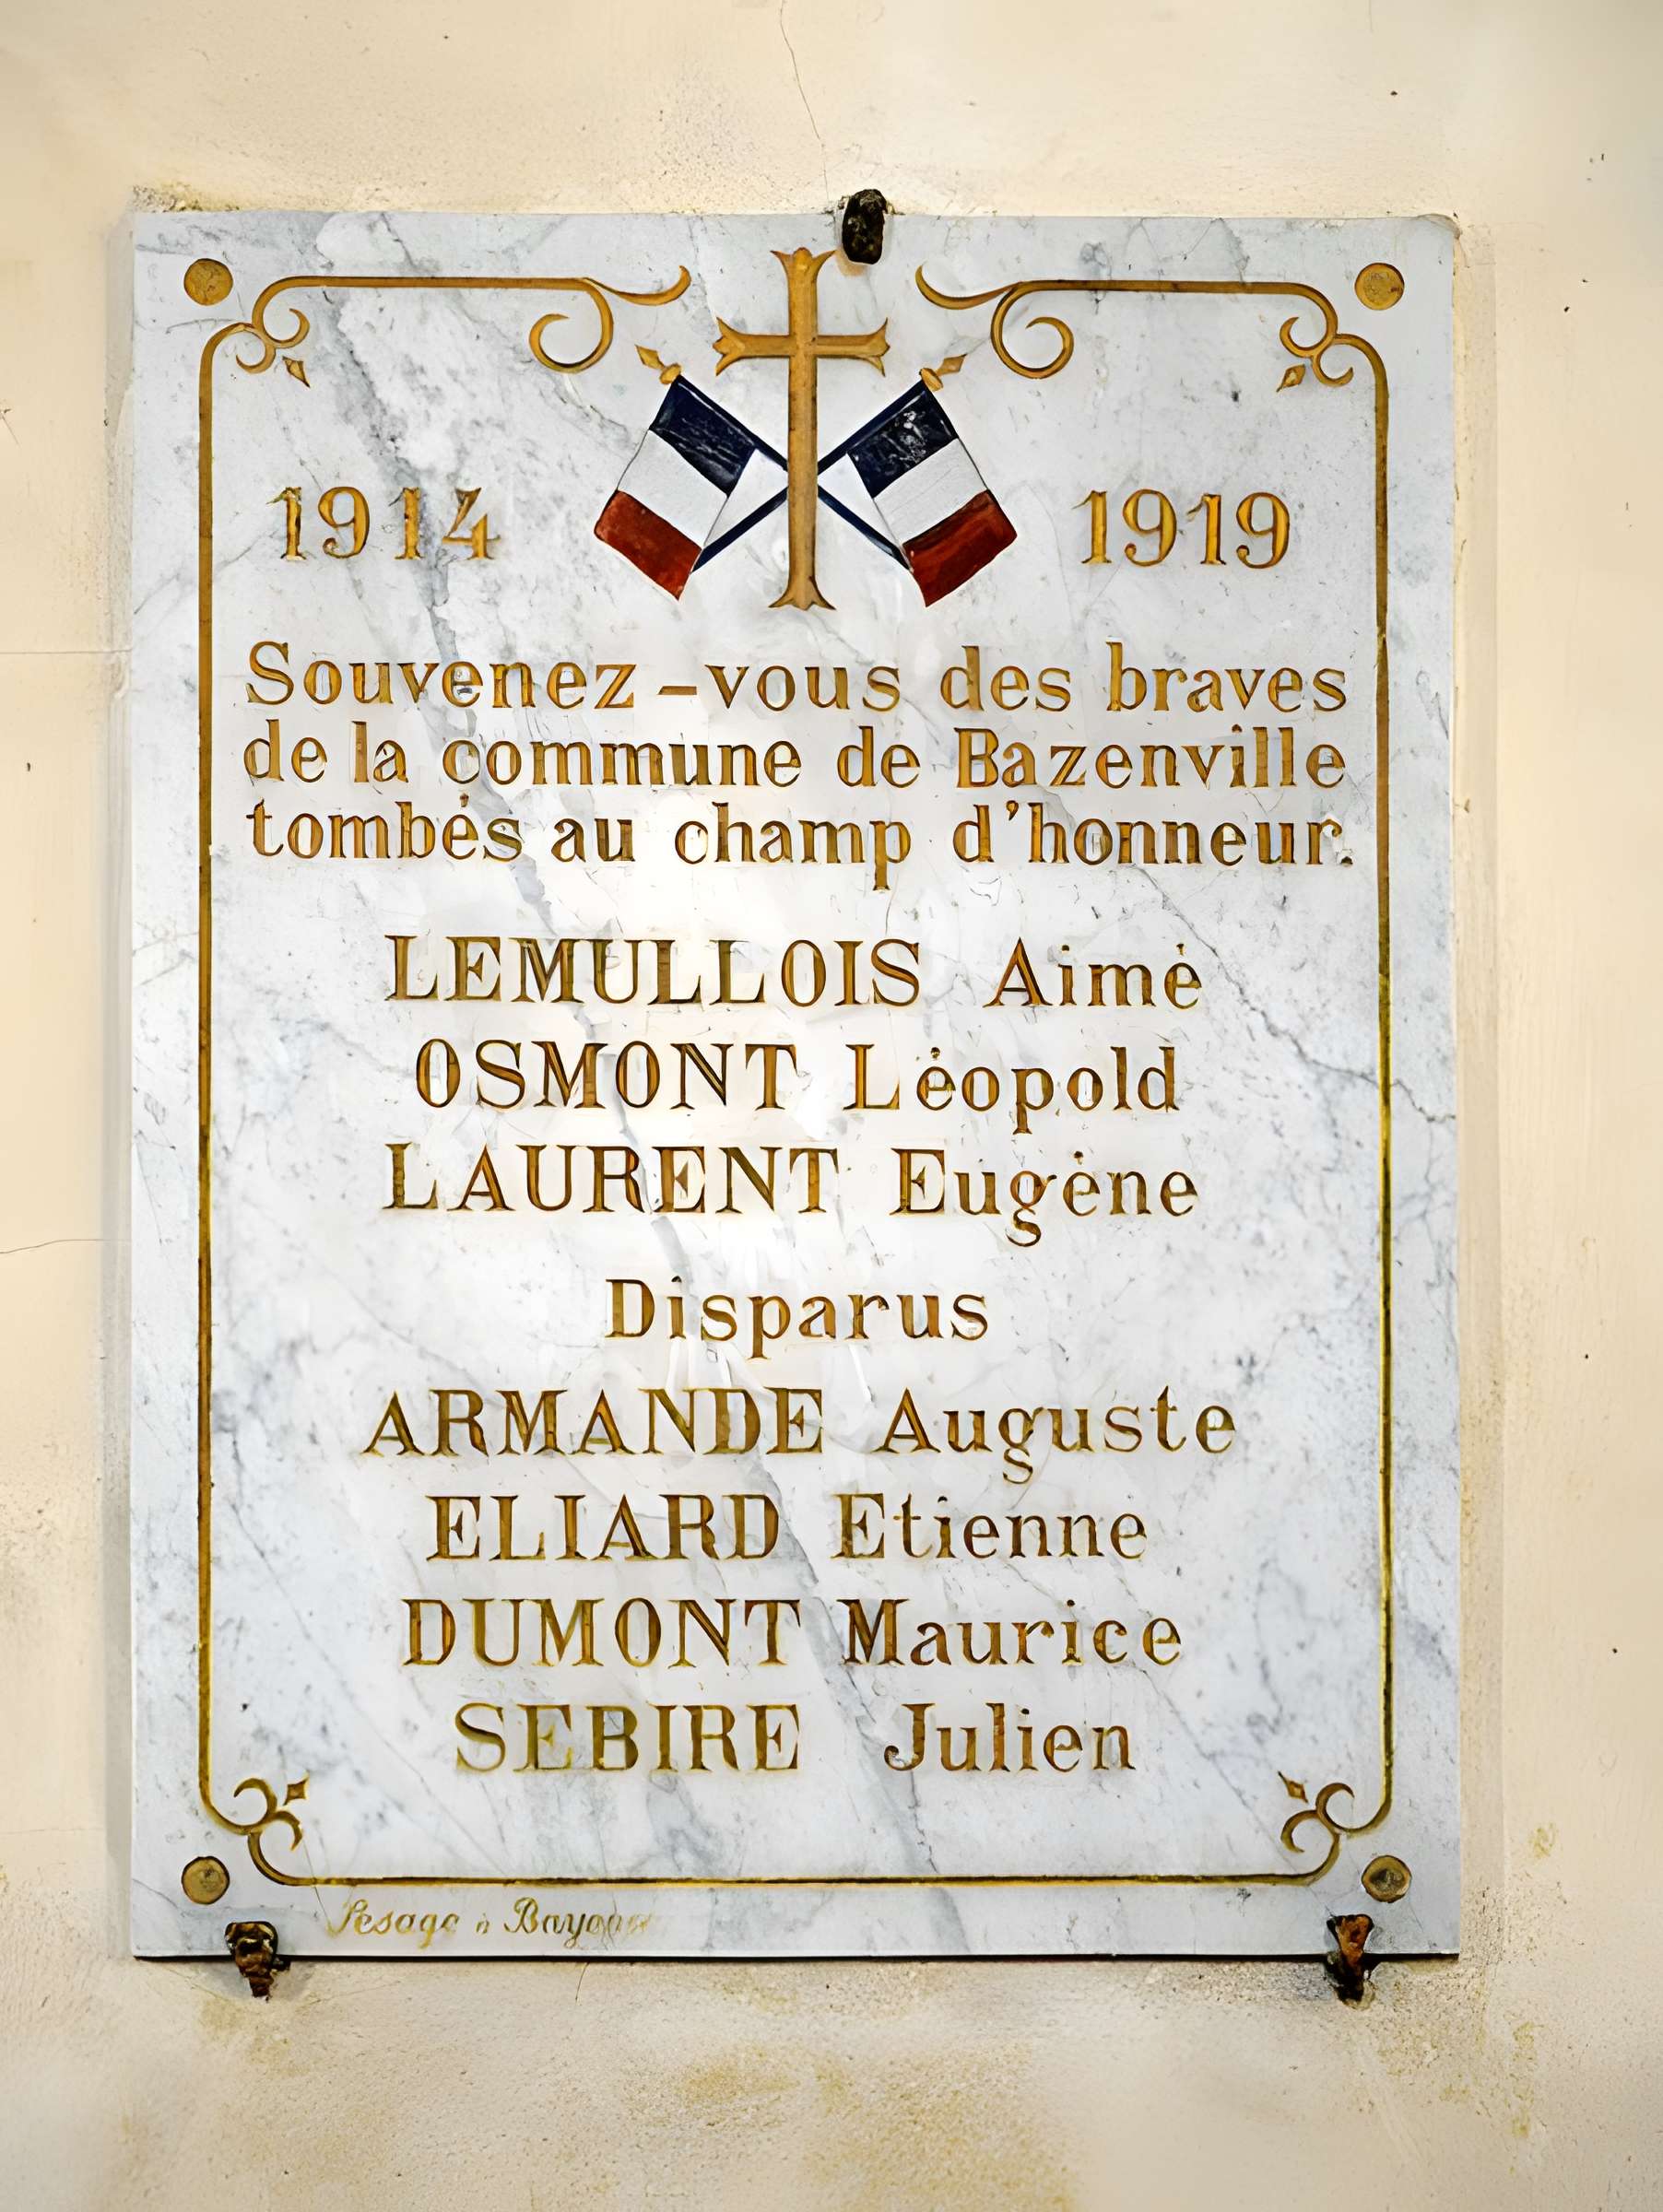 1914 1919
Souvenez-vous des braves
de la commune de Bazenville
tombés au champ d'honneur.
LEMULLOIS Aimé
OSMONT Léopold
LAURENT Eugène
Disparus
ARMANDE Auguste
ELIARD Etienne
DUMONT Maurice
SEBIRE Julien
à